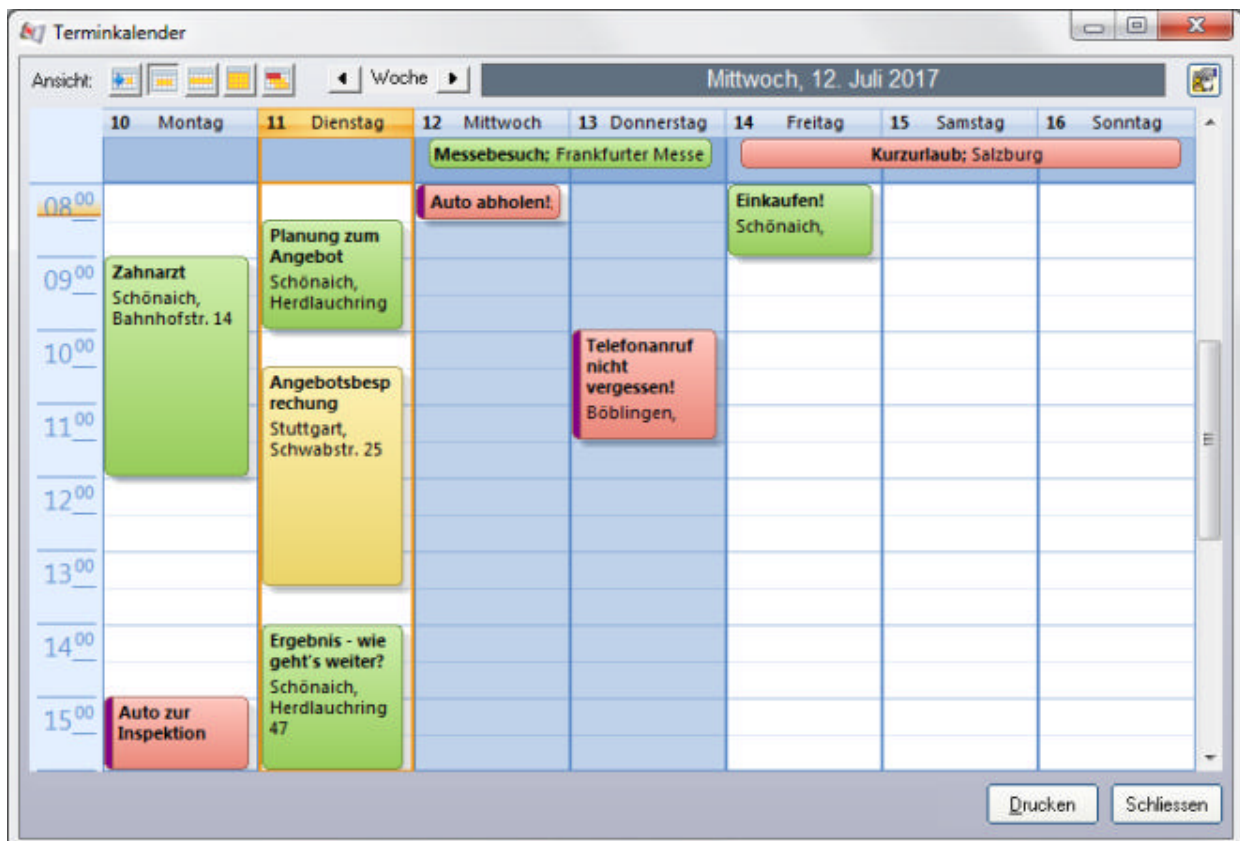 Terminkalender
Ansicht:
Woche
Mittwoch, 12. Juli 2017
10 Montag
11 Dienstag
12 Mittwoch
13 Donnerstag
14 Freitag
15 Samstag
16 Sonntag
Messebesuch; Frankfurter Messe
Kurzurlaub; Salzburg
08 00
09 00
10 00
11 00
12 00
13 00
14 00
15 00
Zahnarzt
Schönaich,
Bahnhofstr. 14
Auto zur
Inspektion
Planung zum
Angebot
Schönaich,
Herdlauchring
Angebotsbesp
rechung
Stuttgart,
Schwabstr. 25
Ergebnis - wie
geht's weiter?
Schönaich,
Herdlauchring
47
Auto abholen!;
Telefonanruf
nicht
vergessen!
Böblingen,
Einkaufen!
Schönaich,
Drucken
Schliessen